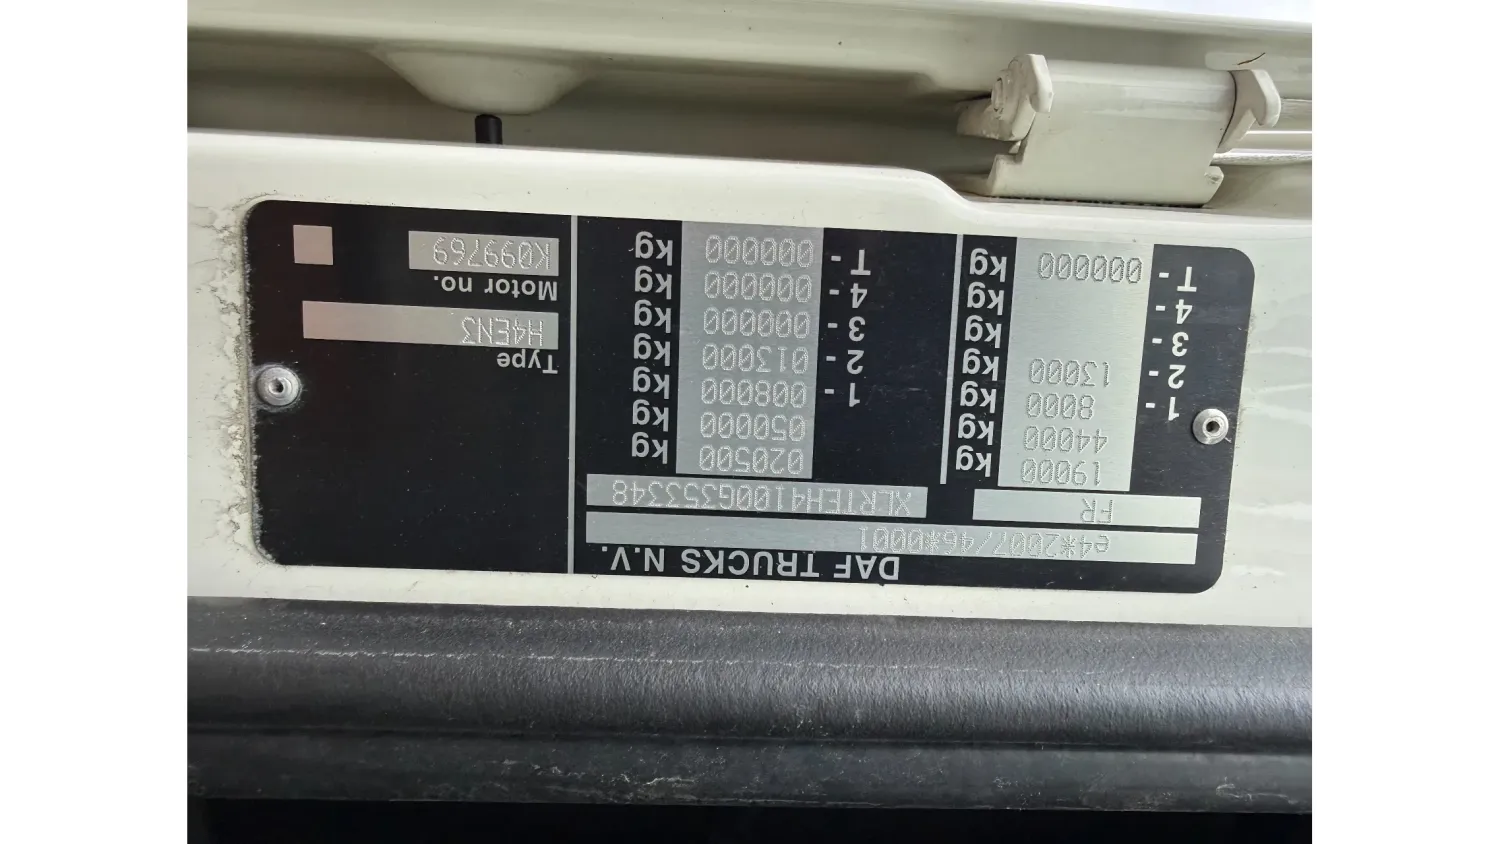 DAF TRUCKS N.V.
e4*2007/46*0001
FR XLRTEH4100G353348
19000 kg 020500 kg
44000 kg 050000 kg
1 - 8000 kg 1 - 008000 kg
2 - 13000 kg 2 - 013000 kg
3 - kg 3 - 000000 kg
4 - kg 4 - 000000 kg
T - 000000 kg T - 000000 kg
Type
H4EN3
Motor no.
K099769